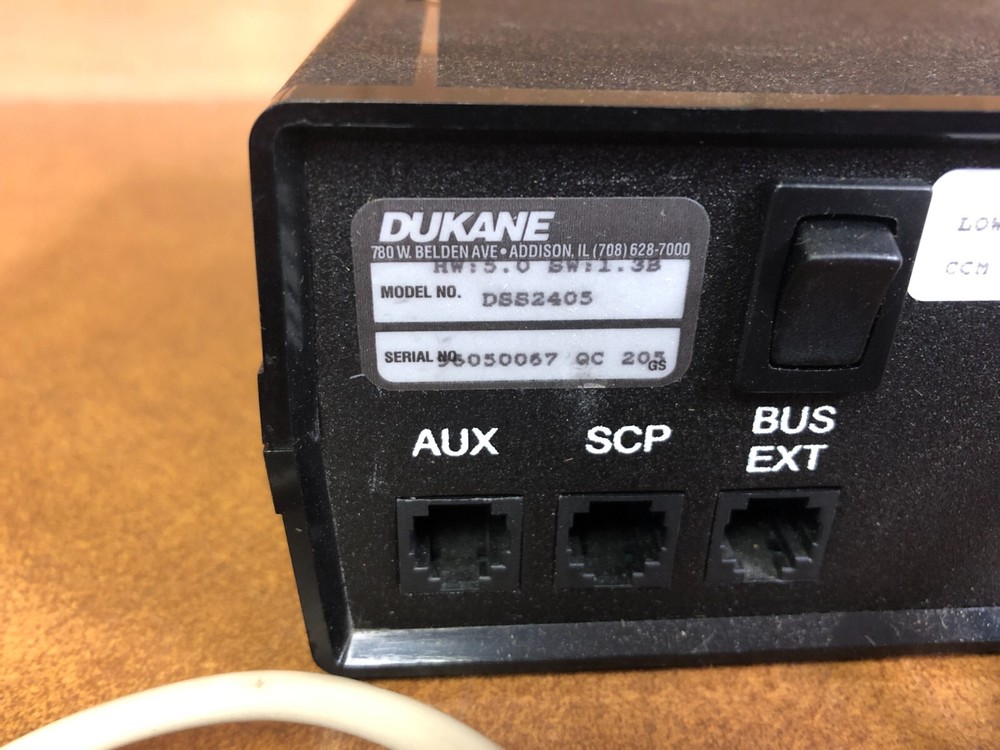 DUKANE
780 W. BELDEN AVE • ADDISON, IL (708) 628-7000
HW:5.0 SW:1.3B
MODEL NO. DSS2405
SERIAL NO. 96050067 QC 205
GS
LOW
CCM
AUX SCP BUS
EXT